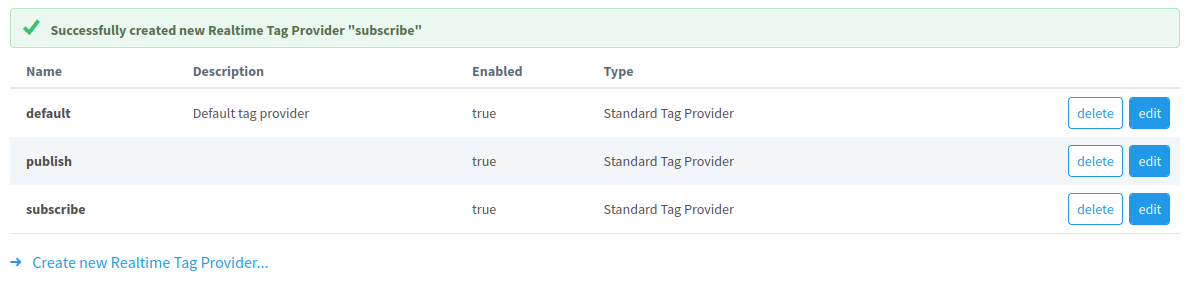 Successfully created new Realtime Tag Provider "subscribe"
Name Description Enabled Type
default Default tag provider true Standard Tag Provider delete edit
publish true Standard Tag Provider delete edit
subscribe true Standard Tag Provider delete edit
Create new Realtime Tag Provider...